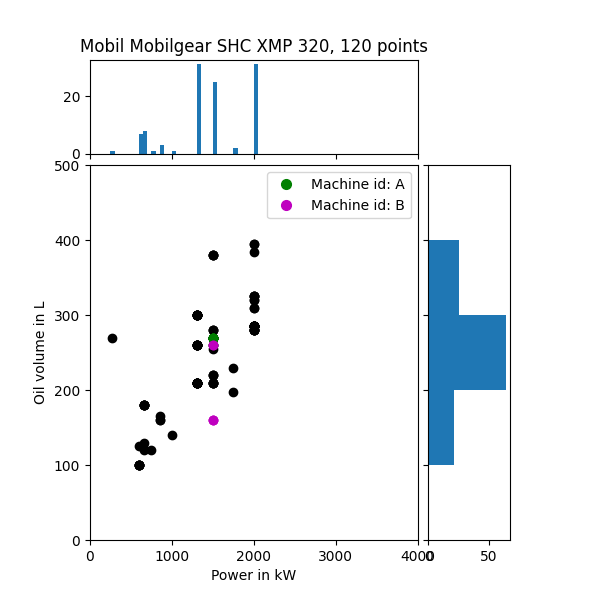 Mobil Mobilgear SHC XMP 320, 120 points
20
0
500
400
300
200
100
0
Oil volume in L
Machine id: A
Machine id: B
0 1000 2000 3000 4000
0 50
Power in kW